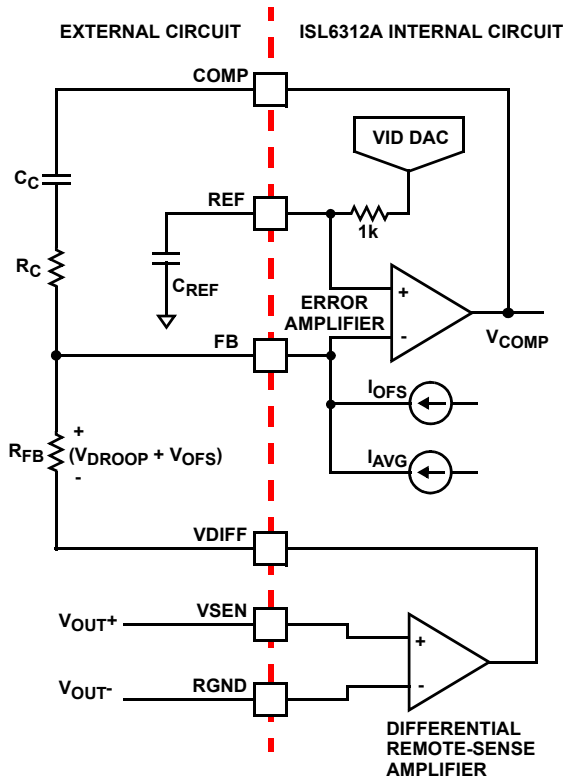 EXTERNAL CIRCUIT
ISL6312A INTERNAL CIRCUIT
COMP
VID DAC
CC
REF
1k
RC
CREF
ERROR
AMPLIFIER
+
-
VCOMP
FB
IOFS
+
RFB
(VDROOP + VOFS)
-
IAVG
VDIFF
VOUT+
VSEN
+
VOUT-
RGND
-
DIFFERENTIAL
REMOTE-SENSE
AMPLIFIER